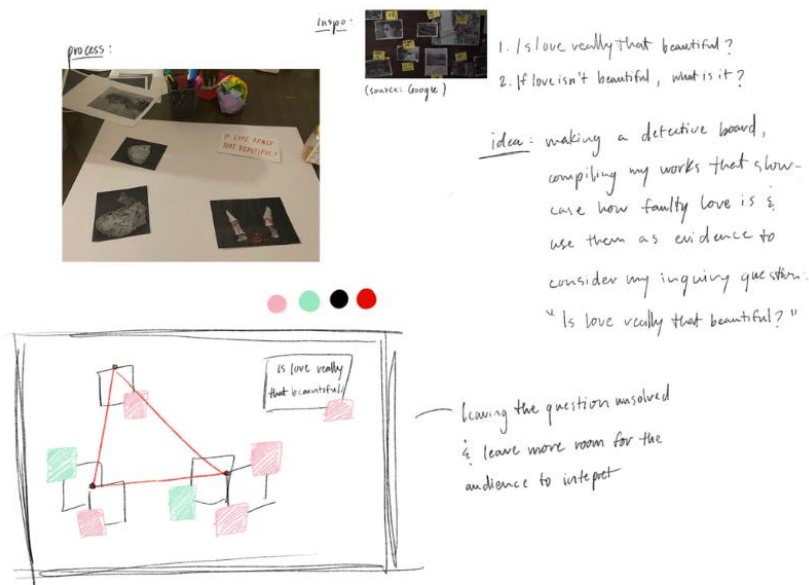 process:
inspo:
(source: Google)
1. Is love really that beautiful?
2. If love isn't beautiful, what is it?
idea: making a detective board,
compiling my works that show-
case how faulty love is &
use them as evidence to
consider my inquiry question:
"Is love really that beautiful?"
IS LOVE REALLY
THAT BEAUTIFUL?
Is love really
that beautiful?
leaving the question unsolved
& leave more room for the
audience to intepret